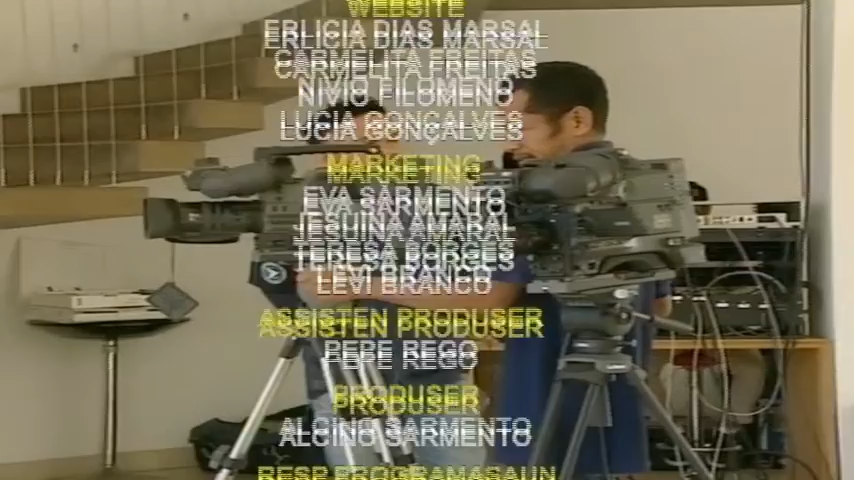 WEBSITE
ERLICIA DIAS MARSAL
CARMELITA FREITAS
NIVIO FILOMENO
LUCIA GONÇALVES
MARKETING
EVA SARMENTO
JESUINA AMARAL
TERESA BORGES
LEVI BRANCO
ASSISTEN PRODUSER
PEPE REGO
PRODUSER
ALCINO SARMENTO
RESP PROGRAMASAUN